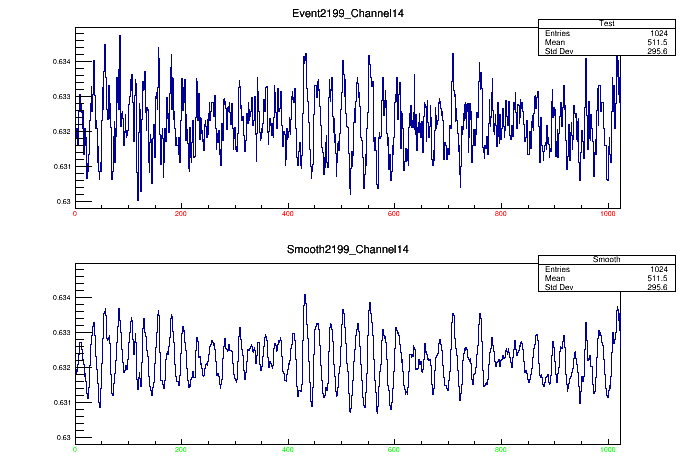 Event2199_Channel14
Test
Entries 1024
Mean 511.5
Std Dev 295.6
0.634
0.633
0.632
0.631
0.63
0 200 400 600 800 1000
Smooth2199_Channel14
Smooth
Entries 1024
Mean 511.5
Std Dev 295.6
0.634
0.633
0.632
0.631
0.63
0 200 400 600 800 1000